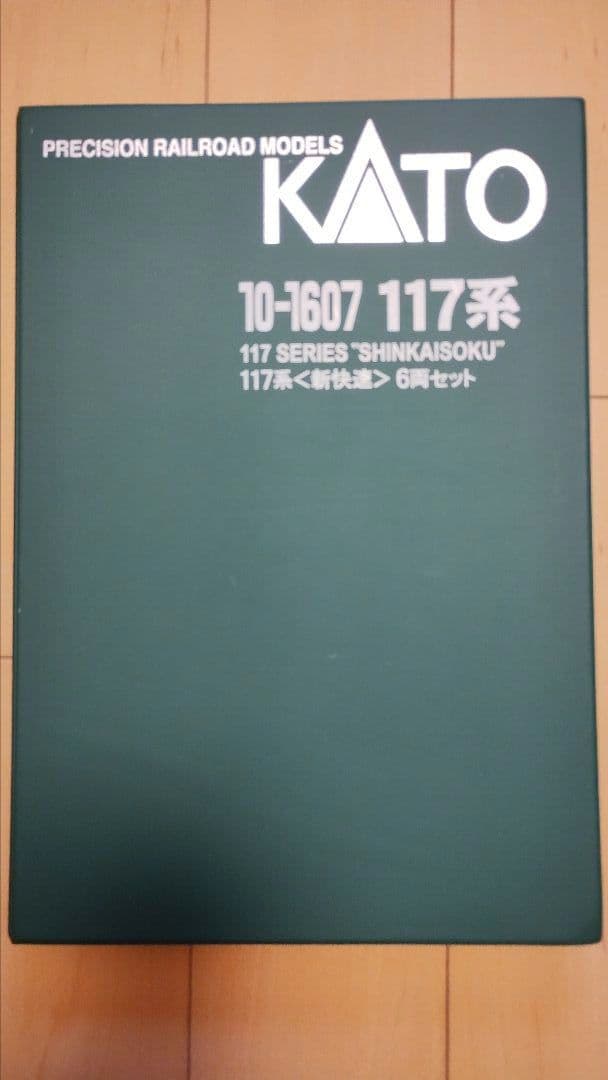 PRECISION RAILROAD MODELS
KATO
10-1607 117系
117 SERIES "SHINKAISOKU"
117系<新快速> 6両セット